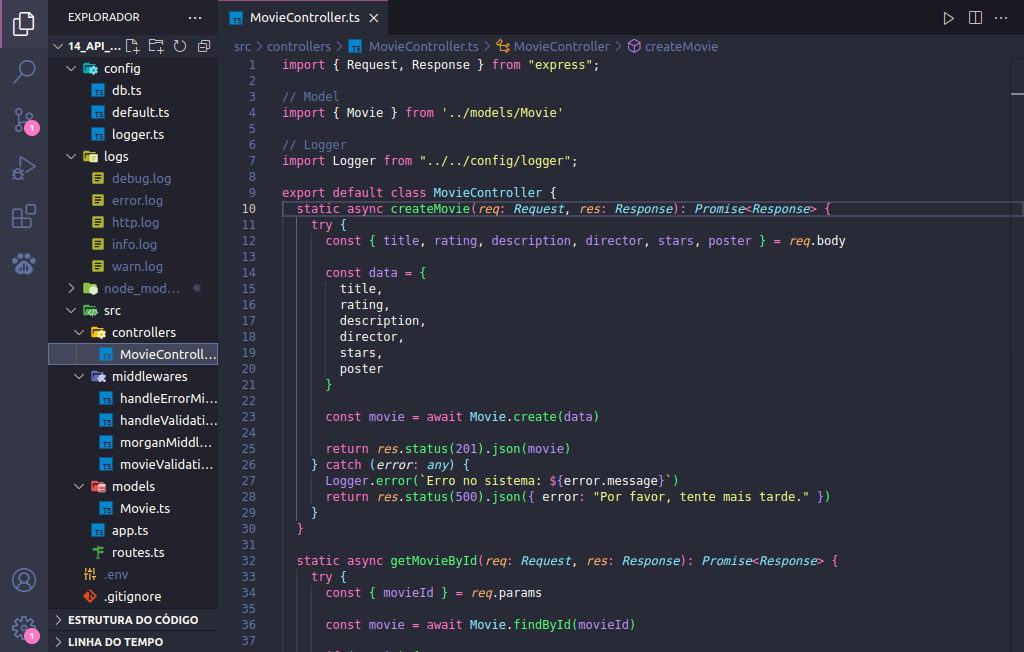 EXPLORADOR
14_API_...
config
db.ts
default.ts
logger.ts
logs
debug.log
error.log
http.log
info.log
warn.log
node_mod...
src
controllers
MovieControll...
middlewares
handleErrorMi...
handleValidati...
morganMiddl...
movieValidati...
models
Movie.ts
app.ts
routes.ts
.env
.gitignore
ESTRUTURA DO CÓDIGO
LINHA DO TEMPO
1
1
MovieController.ts
src > controllers > MovieController.ts > MovieController > createMovie
1 import { Request, Response } from "express";
2
3 // Model
4 import { Movie } from '../models/Movie'
5
6 // Logger
7 import Logger from "../../config/logger";
8
9 export default class MovieController {
10 static async createMovie(req: Request, res: Response): Promise<Response> {
11 try {
12 const { title, rating, description, director, stars, poster } = req.body
13
14 const data = {
15 title,
16 rating,
17 description,
18 director,
19 stars,
20 poster
21 }
22
23 const movie = await Movie.create(data)
24
25 return res.status(201).json(movie)
26 } catch (error: any) {
27 Logger.error(`Erro no sistema: ${error.message}`)
28 return res.status(500).json({ error: "Por favor, tente mais tarde." })
29 }
30 }
31
32 static async getMovieById(req: Request, res: Response): Promise<Response> {
33 try {
34 const { movieId } = req.params
35
36 const movie = await Movie.findById(movieId)
37